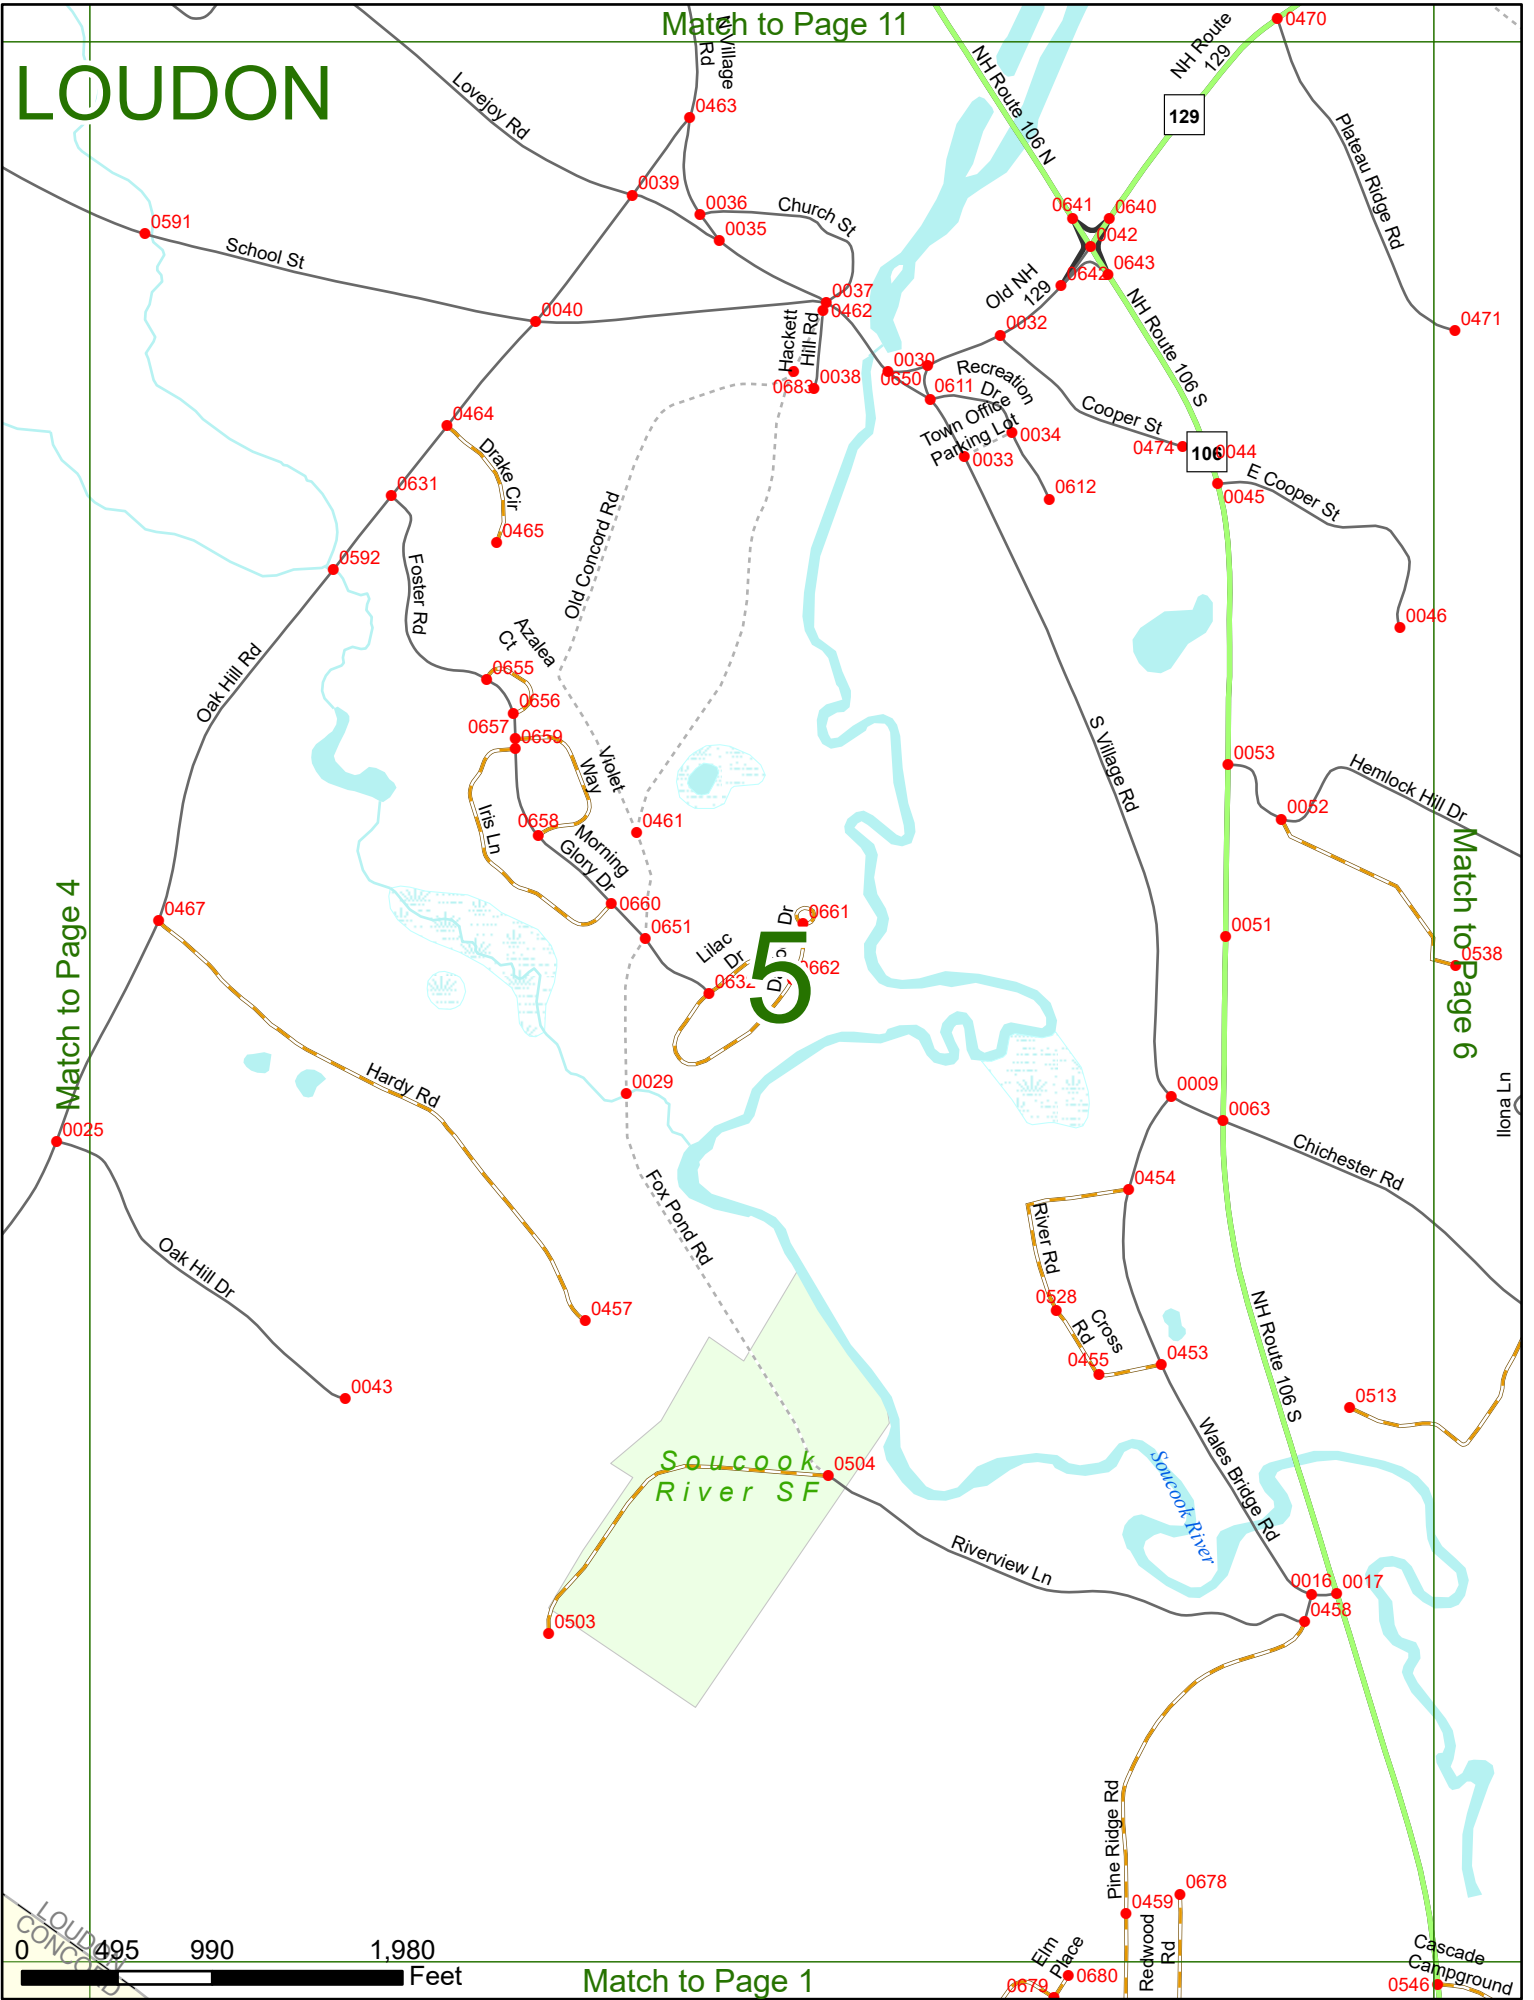 Match to Page 11
LOUDON
N Village
Rd
NH Route
129
0470
Lovejoy Rd
NH Route 106 N
129
Plateau Ridge Rd
0463
0039
0036
Church St
0035
0641
0640
0591
School St
0042
0643
0642
Old NH
129
NH Route 106 S
0037
0462
0040
Hackett
Hill Rd
0032
0471
0030
0650
0683
0038
Recreation
Dr
0611
Cooper St
Town Office
Parking Lot
0034
0033
0474
106
0044
0045
E Cooper St
0464
Drake Cir
0631
0612
0465
Old Concord Rd
0592
Foster Rd
0046
Azalea
Ct
0655
Oak Hill Rd
0656
0657
0659
S Village Rd
Violet
Way
0053
Hemlock Hill Dr
0052
Iris Ln
0658
0461
Morning
Glory Dr
Match to Page 4
Match to Page 6
0467
0660
0661
Dr
0651
0051
Lilac
Dr
5
0632
0662
0538
Hardy Rd
0029
0009
0063
Ilona Ln
0025
Chichester Rd
0454
Fox Pond Rd
River Rd
Oak Hill Dr
0528
Cross
Rd
0457
NH Route 106 S
0455
0453
0043
0513
Wales Bridge Rd
Soucook
River SF
0504
Soucook River
Riverview Ln
0016
0017
0458
0503
Pine Ridge Rd
0678
0459
LOUDON
CONCORD
Redwood
Rd
Elm
Place
Cascade
Campground
0 495 990 1,980
Feet
Match to Page 1
0679
0680
0546